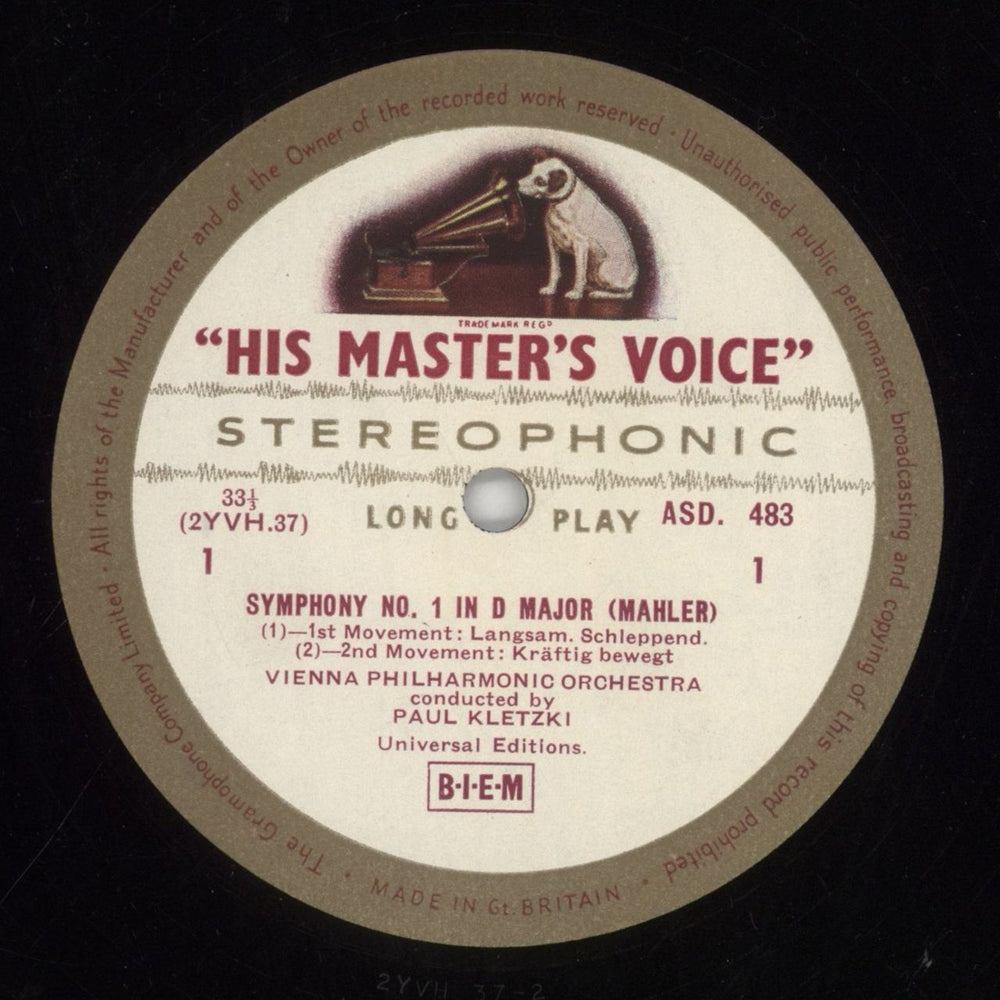 The Gramophone Company Limited · All rights of the Manufacturer and of the Owner of the recorded work reserved · Unauthorised public performance broadcasting and copying of this record prohibited ·
TRADE MARK REGD
“HIS MASTER'S VOICE”
STEREOPHONIC
33⅓
(2YVH.37)
LONG PLAY
ASD. 483
1
1
SYMPHONY NO. 1 IN D MAJOR (MAHLER)
(1)—1st Movement: Langsam. Schleppend.
(2)—2nd Movement: Kräftig bewegt
VIENNA PHILHARMONIC ORCHESTRA
conducted by
PAUL KLETZKI
Universal Editions.
B·I·E·M
· MADE IN Gt. BRITAIN ·
2YVH 37-2